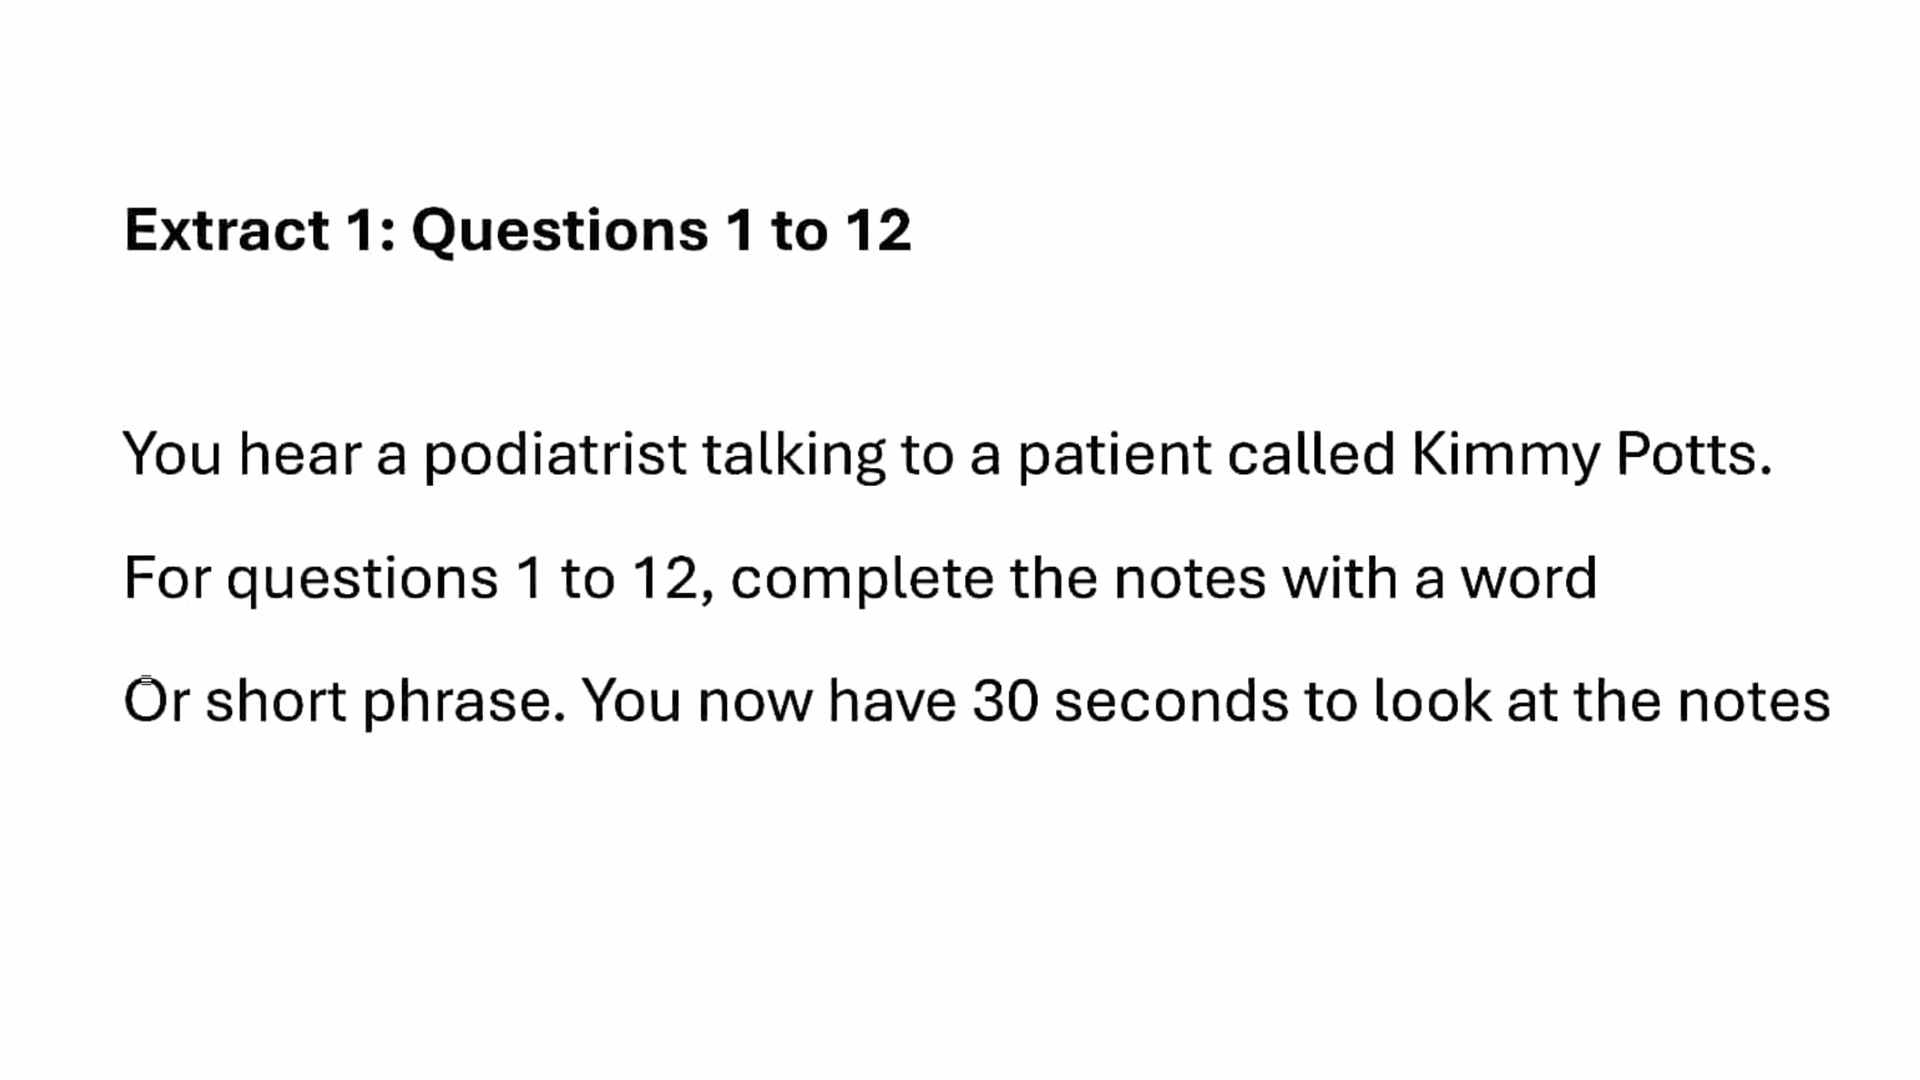 Extract 1: Questions 1 to 12
You hear a podiatrist talking to a patient called Kimmy Potts.
For questions 1 to 12, complete the notes with a word
Or short phrase. You now have 30 seconds to look at the notes